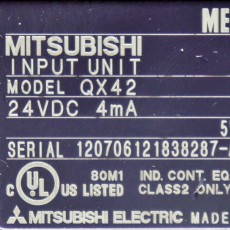 ME
MITSUBISHI
INPUT UNIT
MODEL QX42
24VDC 4mA
5
SERIAL 120706121838287-
80M1 IND. CONT. EQ
C UL US LISTED CLASS2 ONLY
MITSUBISHI ELECTRIC MADE